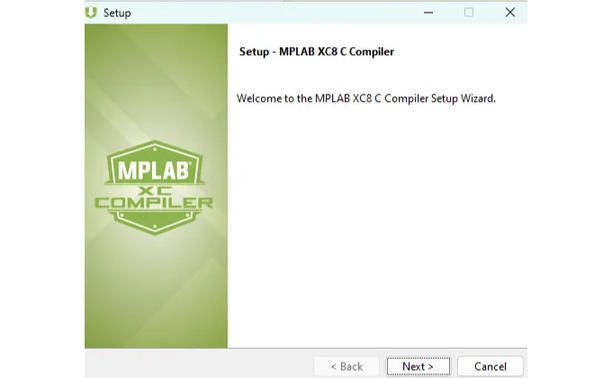 Setup
Setup - MPLAB XC8 C Compiler
Welcome to the MPLAB XC8 C Compiler Setup Wizard.
MPLAB®
XC
COMPILER
< Back
Next >
Cancel